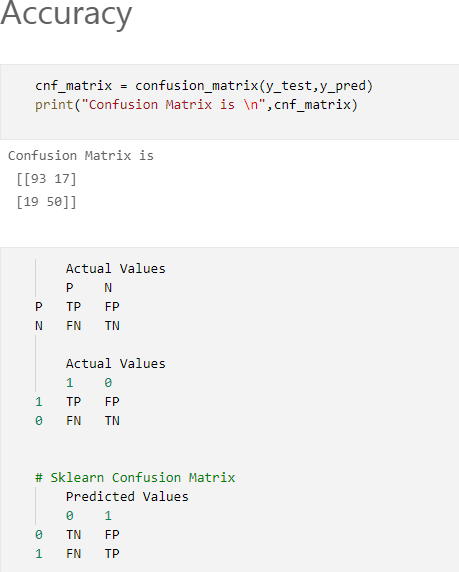 Accuracy
cnf_matrix = confusion_matrix(y_test,y_pred)
print("Confusion Matrix is \n",cnf_matrix)
Confusion Matrix is
[[93 17]
[19 50]]
Actual Values
P N
P TP FP
N FN TN
Actual Values
1 0
1 TP FP
0 FN TN
# Sklearn Confusion Matrix
Predicted Values
0 1
0 TN FP
1 FN TP